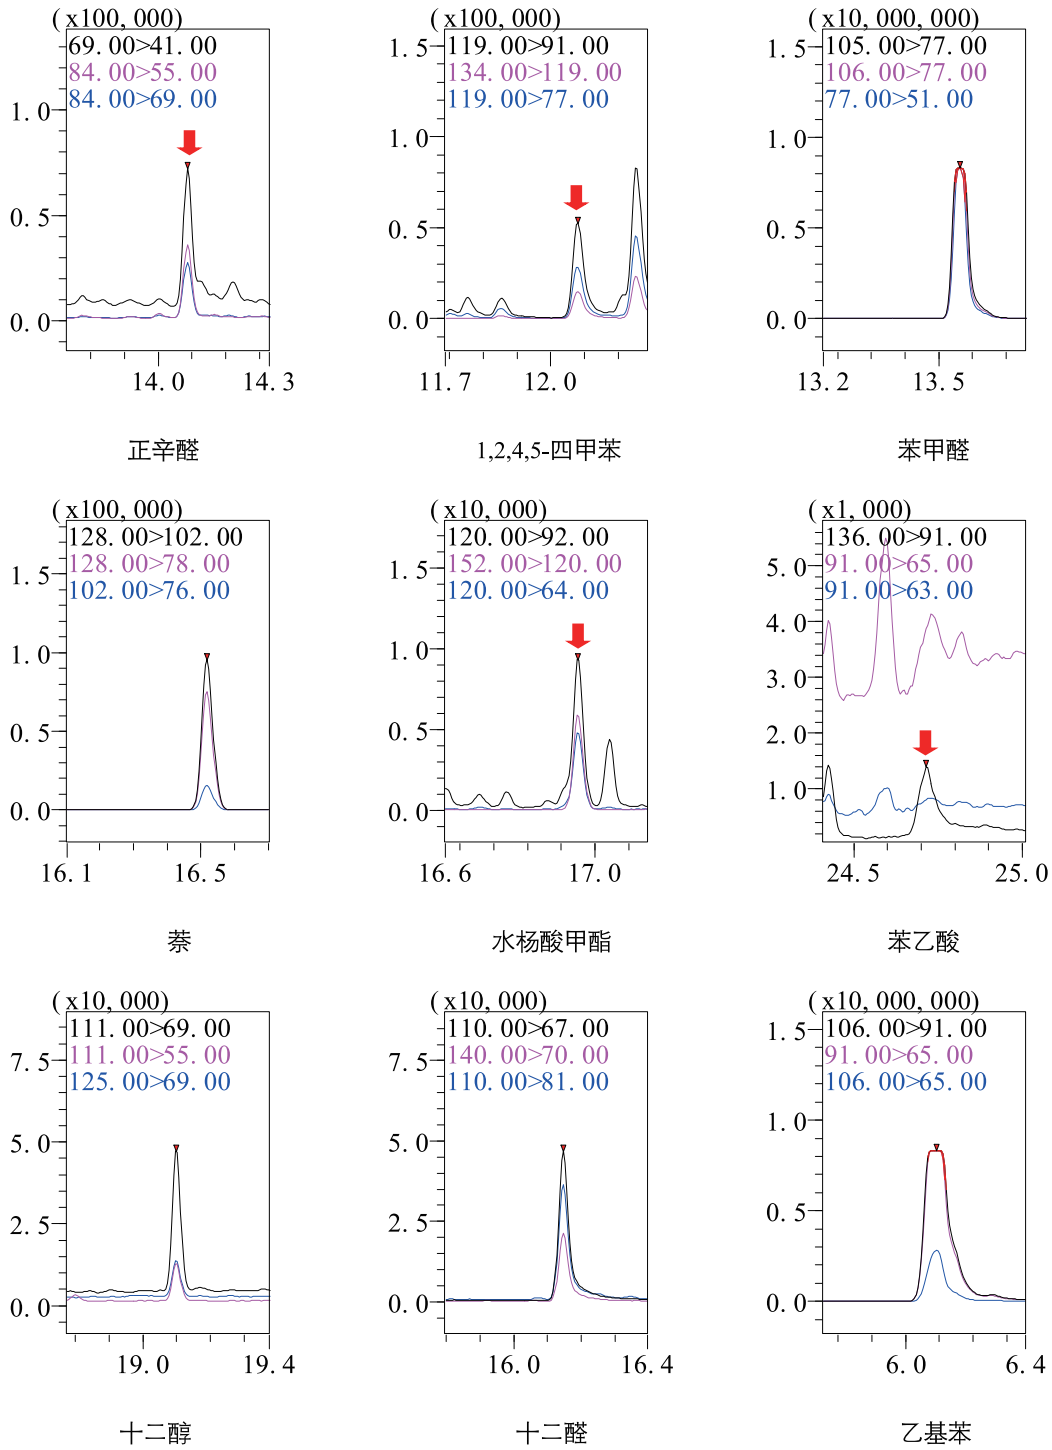 (x100, 000)
69. 00>41. 00
84. 00>55. 00
84. 00>69. 00
1. 0
0. 5
0. 0
14. 0
14. 3
正辛醛
(x100, 000)
119. 00>91. 00
134. 00>119. 00
119. 00>77. 00
1. 5
1. 0
0. 5
0. 0
11. 7
12. 0
1,2,4,5-四甲苯
(x10, 000, 000)
105. 00>77. 00
106. 00>77. 00
77. 00>51. 00
1. 5
1. 0
0. 5
0. 0
13. 2
13. 5
苯甲醛
(x100, 000)
128. 00>102. 00
128. 00>78. 00
102. 00>76. 00
1. 5
1. 0
0. 5
0. 0
16. 1
16. 5
萘
(x10, 000)
120. 00>92. 00
152. 00>120. 00
120. 00>64. 00
1. 5
1. 0
0. 5
0. 0
16. 6
17. 0
水杨酸甲酯
(x1, 000)
136. 00>91. 00
91. 00>65. 00
91. 00>63. 00
5. 0
4. 0
3. 0
2. 0
1. 0
24. 5
25. 0
苯乙酸
(x10, 000)
111. 00>69. 00
111. 00>55. 00
125. 00>69. 00
7. 5
5. 0
2. 5
0. 0
19. 0
19. 4
十二醇
(x10, 000)
110. 00>67. 00
140. 00>70. 00
110. 00>81. 00
7. 5
5. 0
2. 5
0. 0
16. 0
16. 4
十二醛
(x10, 000, 000)
106. 00>91. 00
91. 00>65. 00
106. 00>65. 00
1. 5
1. 0
0. 5
0. 0
6. 0
6. 4
乙基苯